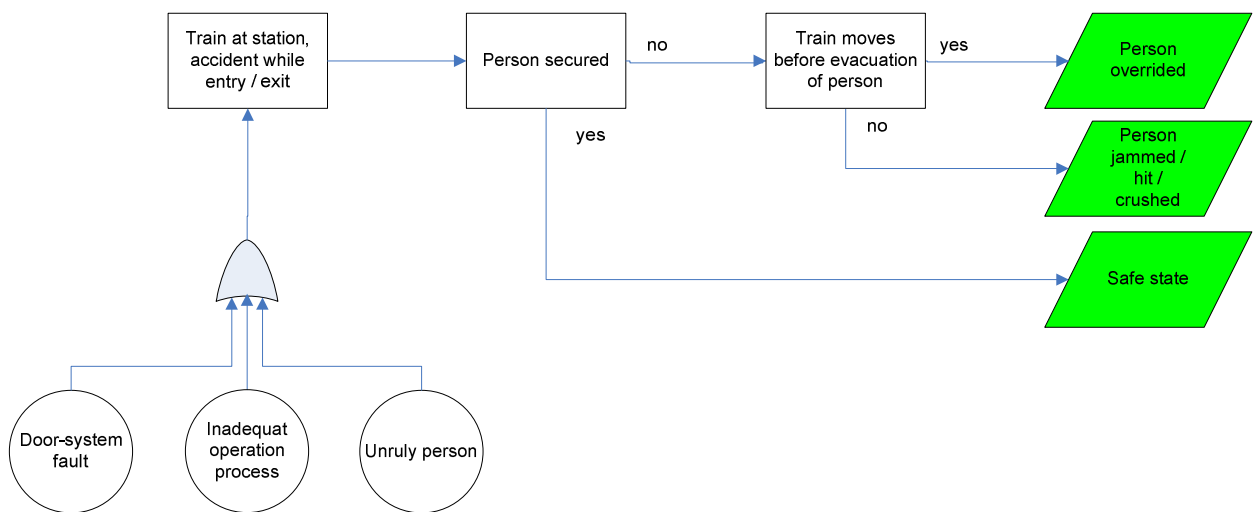 Train at station,
accident while
entry / exit
Person secured
no
Train moves
before evacuation
of person
yes
Person
overrided
yes
no
Person
jammed /
hit /
crushed
Safe state
Door-system
fault
Inadequat
operation
process
Unruly person